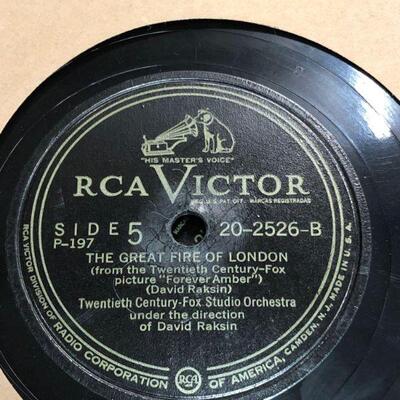 "HIS MASTER'S VOICE"
RCA VICTOR
REG. U.S. PAT. OFF. MARCAS REGISTRADAS
SIDE 5 20-2526-B
P-197
THE GREAT FIRE OF LONDON
(from the Twentieth Century-Fox
picture "Forever Amber")
(David Raksin)
Twentieth Century-Fox Studio Orchestra
under the direction
of David Raksin
RCA VICTOR DIVISION OF RADIO CORPORATION OF AMERICA, CAMDEN, N.J., MADE IN U.S.A.
RCA